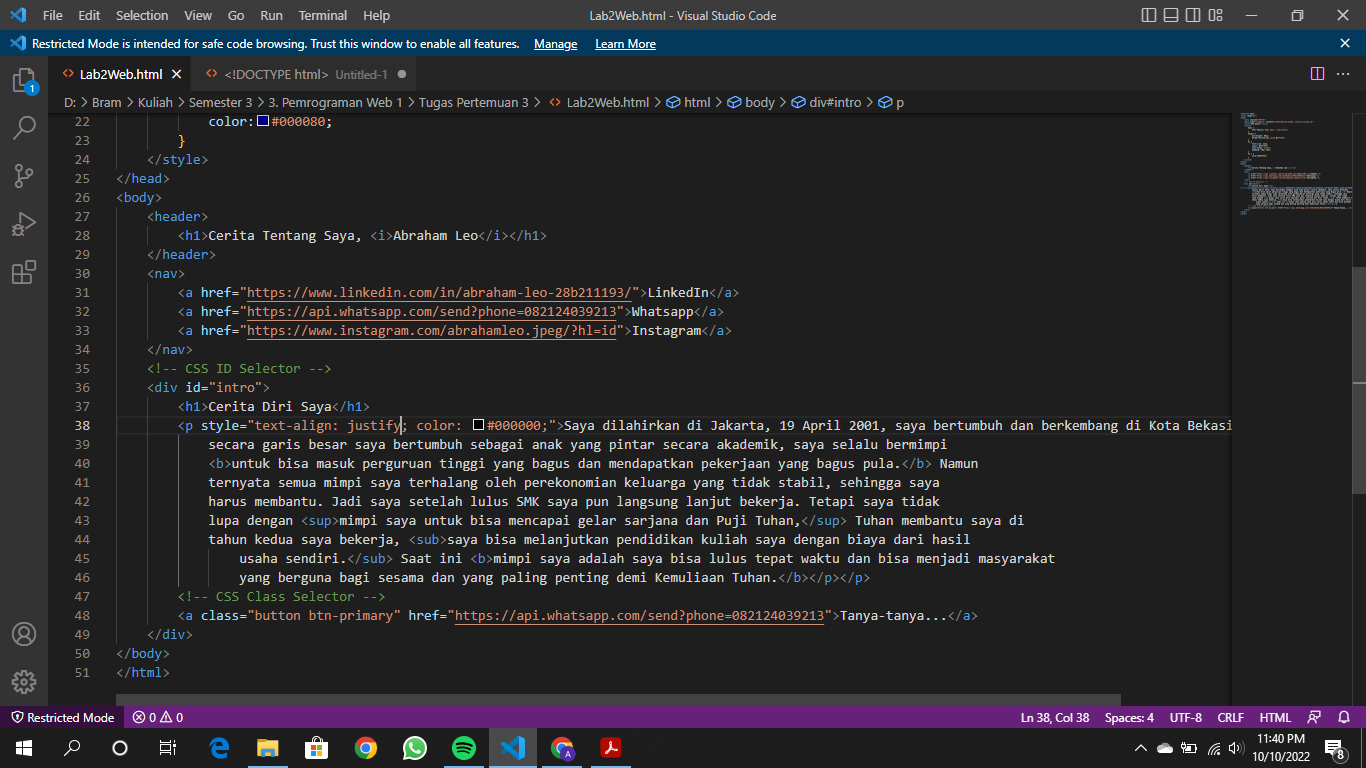 File Edit Selection View Go Run Terminal Help Lab2Web.html - Visual Studio Code
Restricted Mode is intended for safe code browsing. Trust this window to enable all features. Manage Learn More
Lab2Web.html <!DOCTYPE html> Untitled-1
D: > Bram > Kuliah > Semester 3 > 3. Pemrograman Web 1 > Tugas Pertemuan 3 > Lab2Web.html > html > body > div#intro > p
1
22 color: #000080;
23 }
24 </style>
25 </head>
26 <body>
27 <header>
28 <h1>Cerita Tentang Saya, <i>Abraham Leo</i></h1>
29 </header>
30 <nav>
31 <a href="https://www.linkedin.com/in/abraham-leo-28b211193/">LinkedIn</a>
32 <a href="https://api.whatsapp.com/send?phone=082124039213">Whatsapp</a>
33 <a href="https://www.instagram.com/abrahamleo.jpeg/?hl=id">Instagram</a>
34 </nav>
35 <!-- CSS ID Selector -->
36 <div id="intro">
37 <h1>Cerita Diri Saya</h1>
38 <p style="text-align: justify; color: #000000;">Saya dilahirkan di Jakarta, 19 April 2001, saya bertumbuh dan berkembang di Kota Bekasi
39 secara garis besar saya bertumbuh sebagai anak yang pintar secara akademik, saya selalu bermimpi
40 <b>untuk bisa masuk perguruan tinggi yang bagus dan mendapatkan pekerjaan yang bagus pula.</b> Namun
41 ternyata semua mimpi saya terhalang oleh perekonomian keluarga yang tidak stabil, sehingga saya
42 harus membantu. Jadi saya setelah lulus SMK saya pun langsung lanjut bekerja. Tetapi saya tidak
43 lupa dengan <sup>mimpi saya untuk bisa mencapai gelar sarjana dan Puji Tuhan,</sup> Tuhan membantu saya di
44 tahun kedua saya bekerja, <sub>saya bisa melanjutkan pendidikan kuliah saya dengan biaya dari hasil
45 usaha sendiri.</sub> Saat ini <b>mimpi saya adalah saya bisa lulus tepat waktu dan bisa menjadi masyarakat
46 yang berguna bagi sesama dan yang paling penting demi Kemuliaan Tuhan.</b></p></p>
47 <!-- CSS Class Selector -->
48 <a class="button btn-primary" href="https://api.whatsapp.com/send?phone=082124039213">Tanya-tanya...</a>
49 </div>
50 </body>
51 </html>
Restricted Mode 0 0 Ln 38, Col 38 Spaces: 4 UTF-8 CRLF HTML
11:40 PM
10/10/2022
8